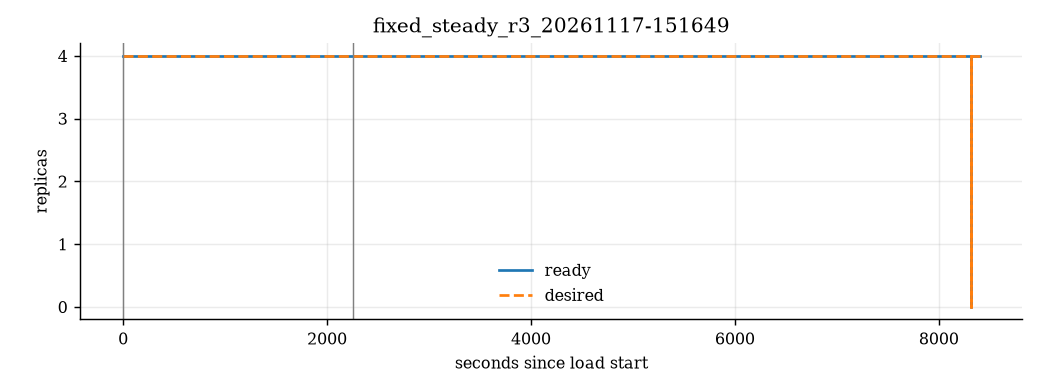 fixed_steady_r3_20261117-151649
4
3
2
1
0
replicas
ready
desired
0 2000 4000 6000 8000
seconds since load start